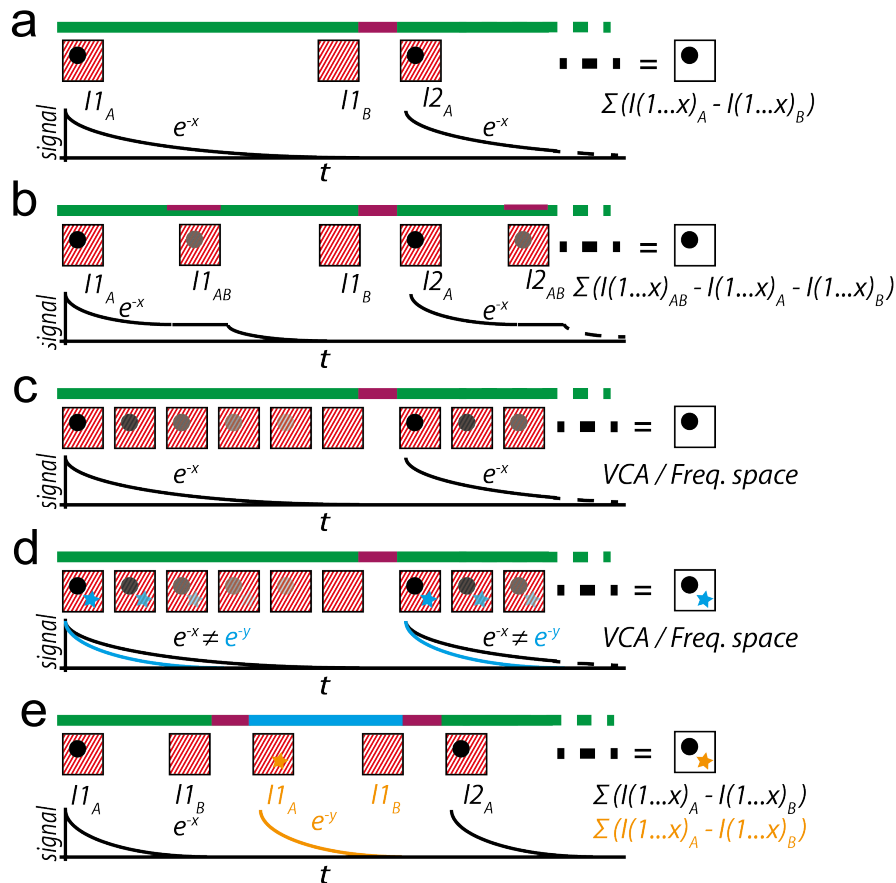 a
I1A I1B I2A
=
Σ(I(1...x)A - I(1...x)B)
signal
e-x e-x
t
b
I1A I1AB I1B I2A I2AB
=
Σ(I(1...x)AB - I(1...x)A - I(1...x)B)
signal
e-x e-x
t
c
=
VCA / Freq. space
signal
e-x e-x
t
d
=
VCA / Freq. space
signal
e-x ≠ e-y e-x ≠ e-y
t
e
=
I1A I1B I1A I1B I2A
Σ(I(1...x)A - I(1...x)B)
Σ(I(1...x)A - I(1...x)B)
signal
e-x e-y
t